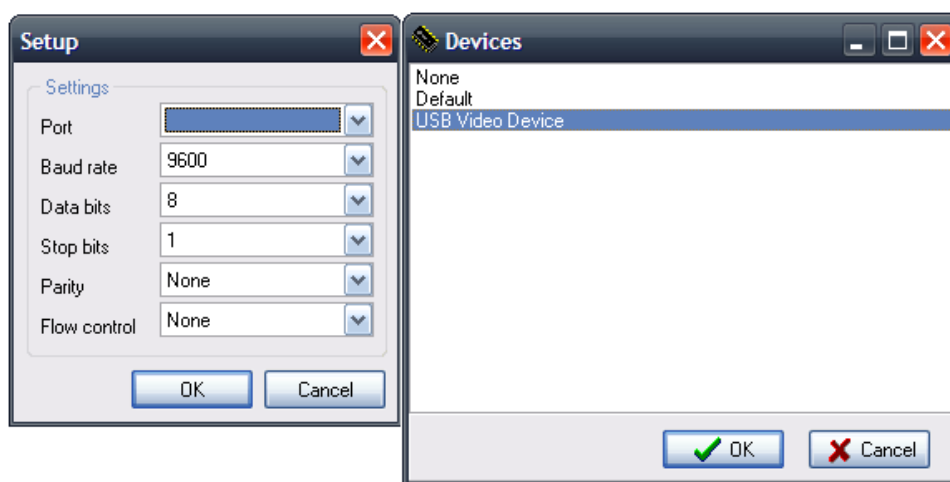 Setup
Settings
Port
Baud rate 9600
Data bits 8
Stop bits 1
Parity None
Flow control None
OK Cancel
Devices
None
Default
USB Video Device
OK Cancel